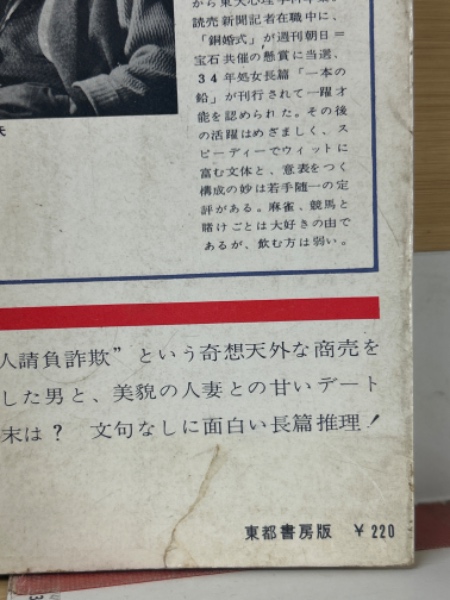 から東大心理学科卒業。
読売新聞記者在職中に、
「銅婚式」が週刊朝日＝
宝石共催の懸賞に当選、
34年処女長篇「一本の
鉛」が刊行されて一躍才
能を認められた。その後
の活躍はめざましく、ス
ピーディーでウィットに
富む文体と、意表をつく
構成の妙は若手随一の定
評がある。麻雀、競馬と
賭けごとは大好きの由で
あるが、飲む方は弱い。
氏
人請負詐欺”という奇想天外な商売を
した男と、美貌の人妻との甘いデート
末は？ 文句なしに面白い長篇推理！
東都書房版 ￥220